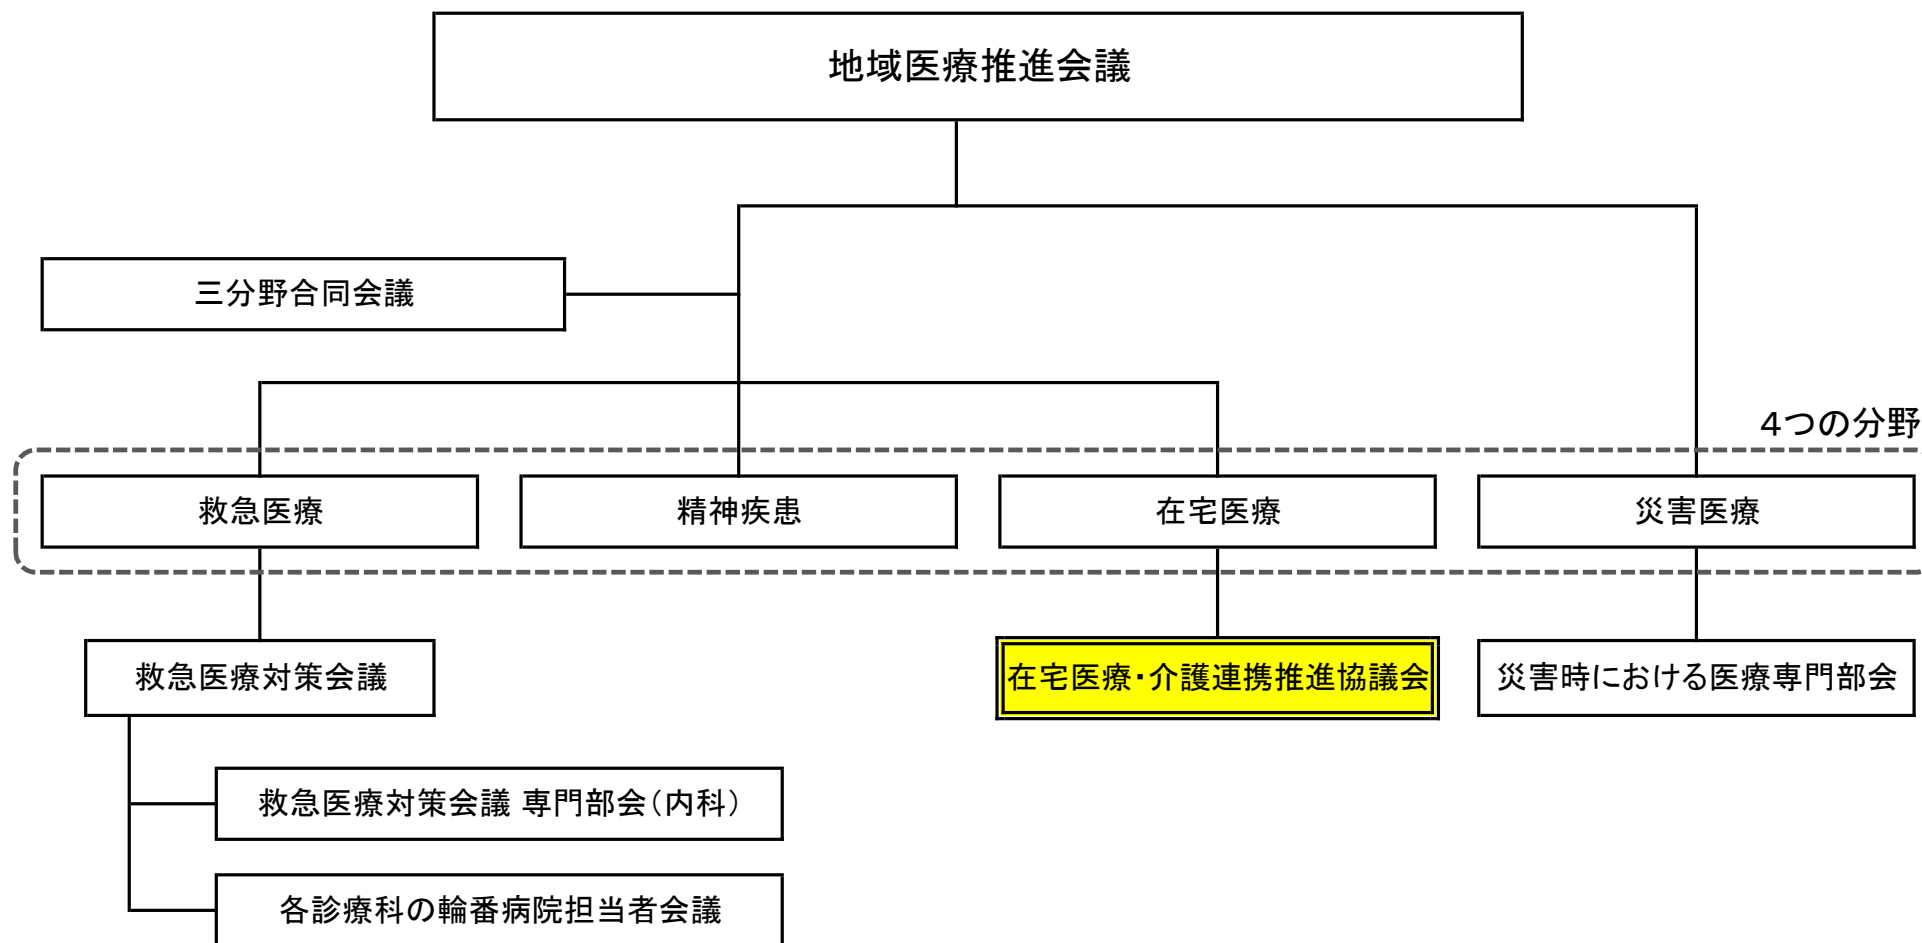 地域医療推進会議
三分野合同会議
4つの分野
救急医療
精神疾患
在宅医療
災害医療
救急医療対策会議
在宅医療・介護連携推進協議会
災害時における医療専門部会
救急医療対策会議 専門部会（内科）
各診療科の輪番病院担当者会議